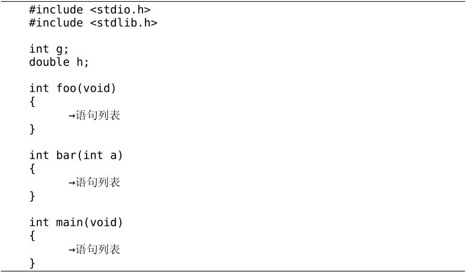 #include <stdio.h>
#include <stdlib.h>
int g;
double h;
int foo(void)
{
→语句列表
}
int bar(int a)
{
→语句列表
}
int main(void)
{
→语句列表
}